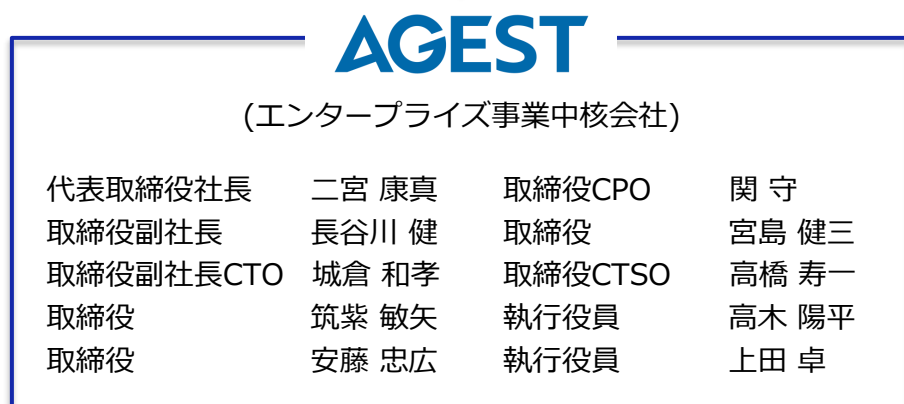 AGEST
(エンタープライズ事業中核会社)
代表取締役社長 二宮 康真 取締役CPO 関 守
取締役副社長 長谷川 健 取締役 宮島 健三
取締役副社長CTO 城倉 和孝 取締役CTSO 高橋 寿一
取締役 筑紫 敏矢 執行役員 高木 陽平
取締役 安藤 忠広 執行役員 上田 卓